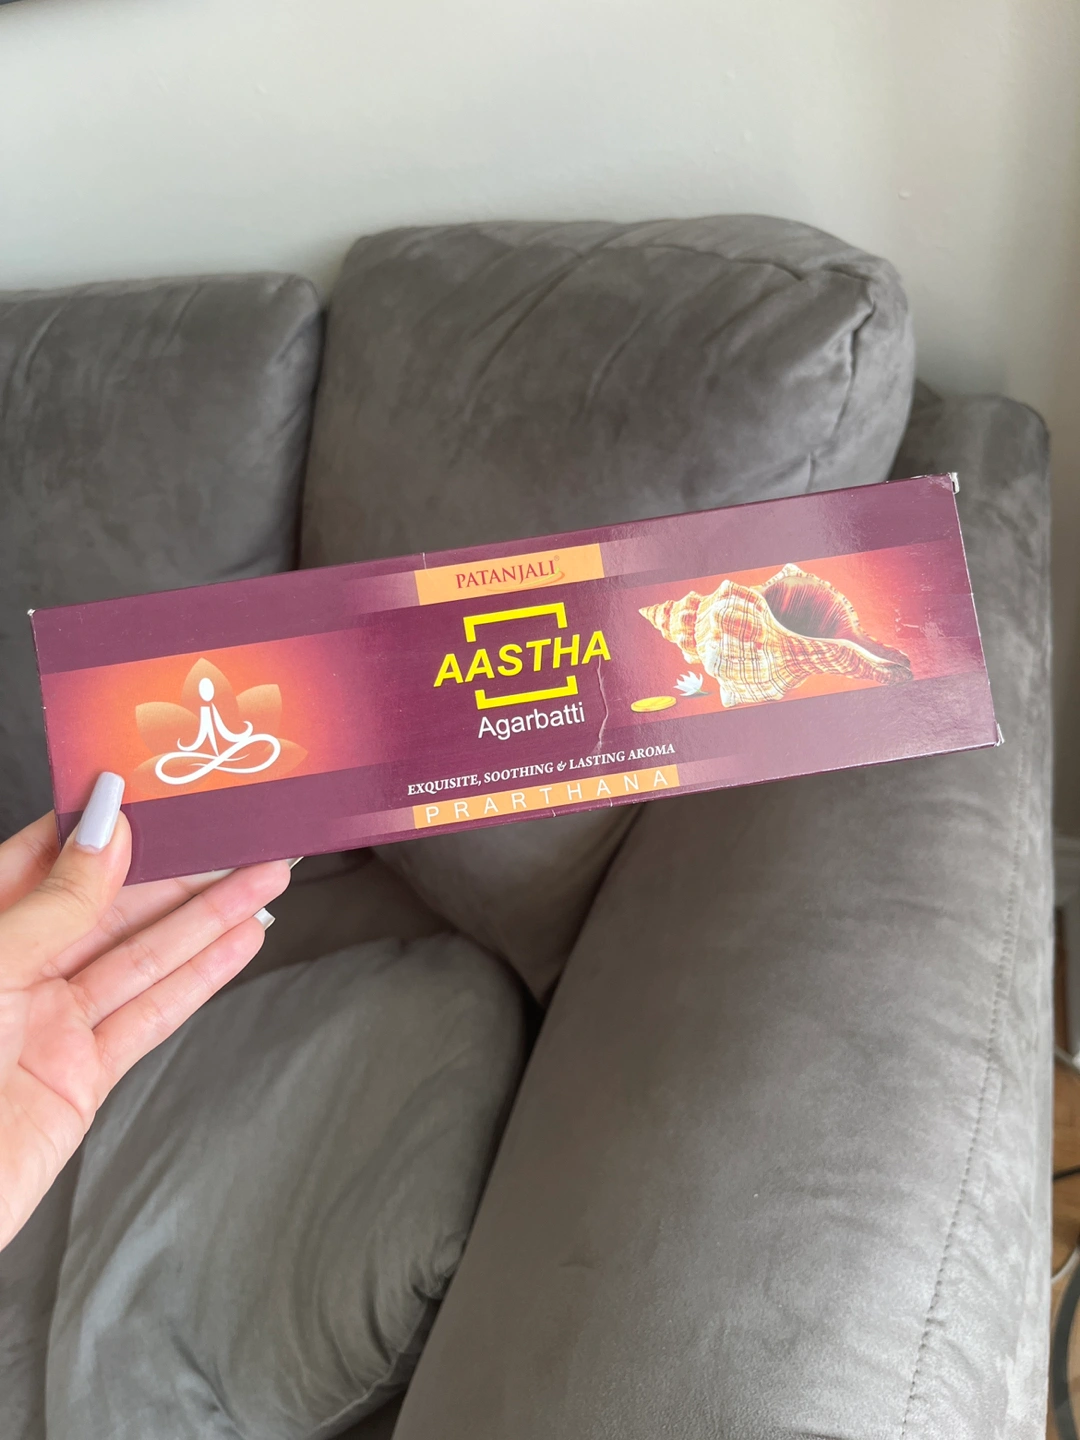 PATANJALI®
AASTHA
Agarbatti
EXQUISITE, SOOTHING & LASTING AROMA
PRARTHANA